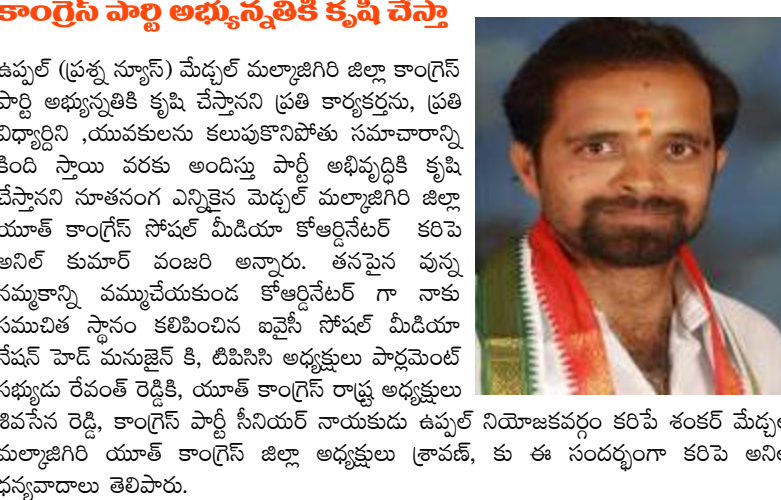 కాంగ్రెస్ పార్టి అభ్యున్నతికి కృషి చేస్తా
ఉప్పల్ (ప్రశ్న న్యూస్) మేడ్చల్ మల్కాజిగిరి జిల్లా కాంగ్రెస్
పార్టి అభ్యున్నతికి కృషి చేస్తానని ప్రతి కార్యకర్తను, ప్రతి
విధ్యార్దిని ,యువకులను కలుపుకొనిపోతు సమాచారాన్ని
కింది స్తాయి వరకు అందిస్తు పార్టీ అభివృద్ధికి కృషి
చేస్తానని నూతనంగ ఎన్నికైన మెడ్చల్ మల్కాజిగిరి జిల్లా
యూత్ కాంగ్రేస్ సోషల్ మీడియా కోఆర్డినేటర్ కరిపె
అనిల్ కుమార్ వంజరి అన్నారు. తనపైన వున్న
నమ్మకాన్ని వమ్ముచేయకుండ కోఆర్డినేటర్ గా నాకు
సముచిత స్థానం కలిపించిన ఐవైసీ సోషల్ మీడియా
నేషన్ హెడ్ మనుజైన్ కి, టిపిసిసి అధ్యక్షులు పార్లమెంట్
సభ్యుడు రేవంత్ రెడ్డికి, యూత్ కాంగ్రెస్ రాష్ట్ర అధ్యక్షులు
శివసేన రెడ్డి, కాంగ్రెస్ పార్టీ సీనియర్ నాయకుడు ఉప్పల్ నియోజకవర్గం కరిపే శంకర్ మేడ్చల్
మల్కాజిగిరి యూత్ కాంగ్రెస్ జిల్లా అధ్యక్షులు శ్రావణ్, కు ఈ సందర్భంగా కరిపె అనిల్
ధన్యవాదాలు తెలిపారు.